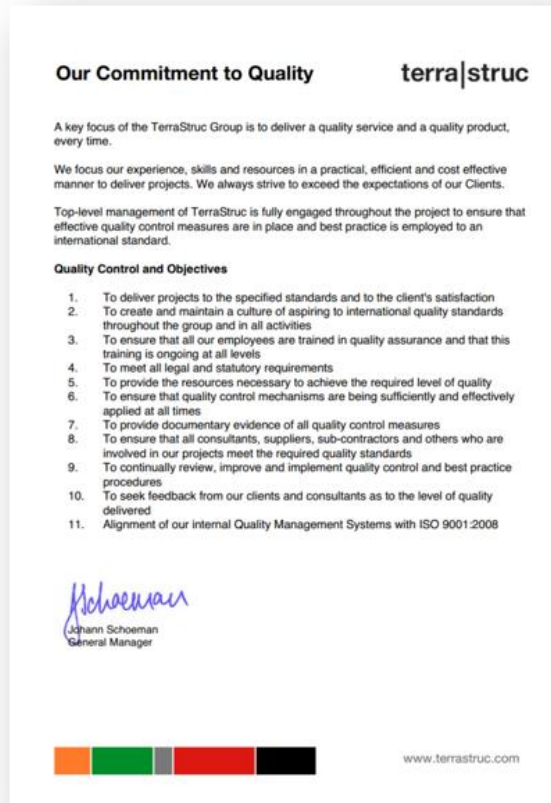 Our Commitment to Quality
terra|struc
A key focus of the TerraStruc Group is to deliver a quality service and a quality product,
every time.
We focus our experience, skills and resources in a practical, efficient and cost effective
manner to deliver projects. We always strive to exceed the expectations of our Clients.
Top-level management of TerraStruc is fully engaged throughout the project to ensure that
effective quality control measures are in place and best practice is employed to an
international standard.
Quality Control and Objectives
1. To deliver projects to the specified standards and to the client's satisfaction
2. To create and maintain a culture of aspiring to international quality standards
throughout the group and in all activities
3. To ensure that all our employees are trained in quality assurance and that this
training is ongoing at all levels
4. To meet all legal and statutory requirements
5. To provide the resources necessary to achieve the required level of quality
6. To ensure that quality control mechanisms are being sufficiently and effectively
applied at all times
7. To provide documentary evidence of all quality control measures
8. To ensure that all consultants, suppliers, sub-contractors and others who are
involved in our projects meet the required quality standards
9. To continually review, improve and implement quality control and best practice
procedures
10. To seek feedback from our clients and consultants as to the level of quality
delivered
11. Alignment of our internal Quality Management Systems with ISO 9001:2008
JSchoeman
Johann Schoeman
General Manager
www.terrastruc.com